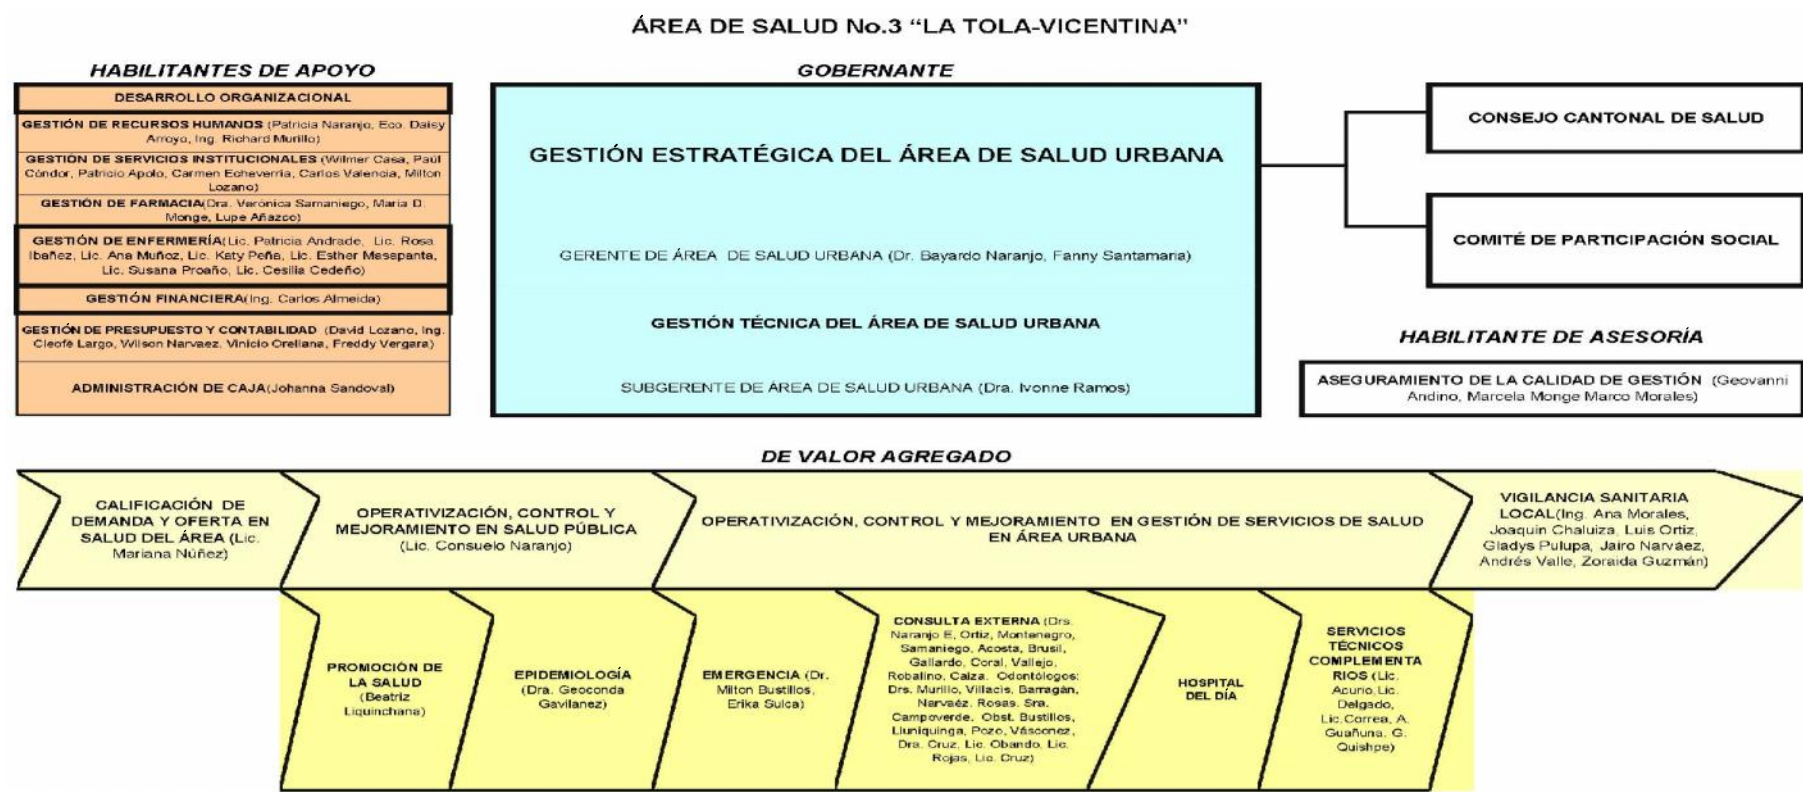 ÁREA DE SALUD No.3 “LA TOLA-VICENTINA”
HABILITANTES DE APOYO
DESARROLLO ORGANIZACIONAL
GESTIÓN DE RECURSOS HUMANOS (Patricia Naranjo, Eco. Daisy
Arroyo, Ing. Richard Murillo)
GESTIÓN DE SERVICIOS INSTITUCIONALES (Wilmer Casa, Paúl
Cóndor, Patricio Apolo, Carmen Echeverría, Carlos Valencia, Milton
Lozano)
GESTIÓN DE FARMACIA(Dra. Verónica Samaniego, Maria D.
Monge, Lupe Añazco)
GESTIÓN DE ENFERMERÍA(Lic. Patricia Andrade, Lic. Rosa
Ibañez, Lic. Ana Muñoz, Lic. Katy Peña, Lic. Esther Masapanta,
Lic. Susana Proaño, Lic. Cesilia Cedeño)
GESTIÓN FINANCIERA(Ing. Carlos Almeida)
GESTIÓN DE PRESUPUESTO Y CONTABILIDAD (David Lozano, Ing.
Cleofé Largo, Wilson Narvaez. Vinicio Orellana, Freddy Vergara)
ADMINISTRACIÓN DE CAJA(Johanna Sandoval)
GOBERNANTE
GESTIÓN ESTRATÉGICA DEL ÁREA DE SALUD URBANA
GERENTE DE ÁREA DE SALUD URBANA (Dr. Bayardo Naranjo, Fanny Santamaria)
GESTIÓN TÉCNICA DEL ÁREA DE SALUD URBANA
SUBGERENTE DE ÁREA DE SALUD URBANA (Dra. Ivonne Ramos)
CONSEJO CANTONAL DE SALUD
COMITÉ DE PARTICIPACIÓN SOCIAL
HABILITANTE DE ASESORÍA
ASEGURAMIENTO DE LA CALIDAD DE GESTIÓN (Geovanni
Andino, Marcela Monge Marco Morales)
DE VALOR AGREGADO
CALIFICACIÓN DE
DEMANDA Y OFERTA EN
SALUD DEL ÁREA (Lic.
Mariana Núñez)
OPERATIVIZACIÓN, CONTROL Y
MEJORAMIENTO EN SALUD PÚBLICA
(Lic. Consuelo Naranjo)
OPERATIVIZACIÓN, CONTROL Y MEJORAMIENTO EN GESTIÓN DE SERVICIOS DE SALUD
EN ÁREA URBANA
VIGILANCIA SANITARIA
LOCAL(Ing. Ana Morales,
Joaquin Chaluiza, Luis Ortiz,
Gladys Pulupa, Jairo Narváez,
Andrés Valle, Zoraida Guzmán)
PROMOCIÓN DE
LA SALUD
(Beatriz
Liquinchana)
EPIDEMIOLOGÍA
(Dra. Geoconda
Gavilanez)
EMERGENCIA (Dr.
Milton Bustillos,
Erika Sulca)
CONSULTA EXTERNA (Drs.
Naranjo E, Ortiz, Montenegro,
Samaniego, Acosta, Brusil,
Gallardo, Coral, Vallejo,
Robalino, Caiza. Odontólogos:
Drs. Murillo, Villacis, Barragán,
Narvaéz. Rosas. Sra.
Campoverde. Obst. Bustillos,
Lluniquinga, Pozo, Vásconez,
Dra. Cruz, Lic. Obando, Lic.
Rojas, Lic. Cruz)
HOSPITAL
DEL DÍA
SERVICIOS
TÉCNICOS
COMPLEMENTA
RIOS (Lic.
Acurio,Lic.
Delgado,
Lic.Correa, A.
Guañuna. G.
Quishpe)